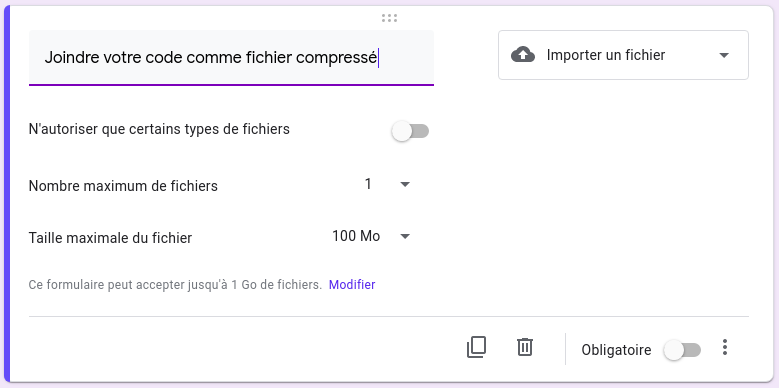 Joindre votre code comme fichier compressé
Importer un fichier
N'autoriser que certains types de fichiers
Nombre maximum de fichiers 1
Taille maximale du fichier 100 Mo
Ce formulaire peut accepter jusqu'à 1 Go de fichiers. Modifier
Obligatoire